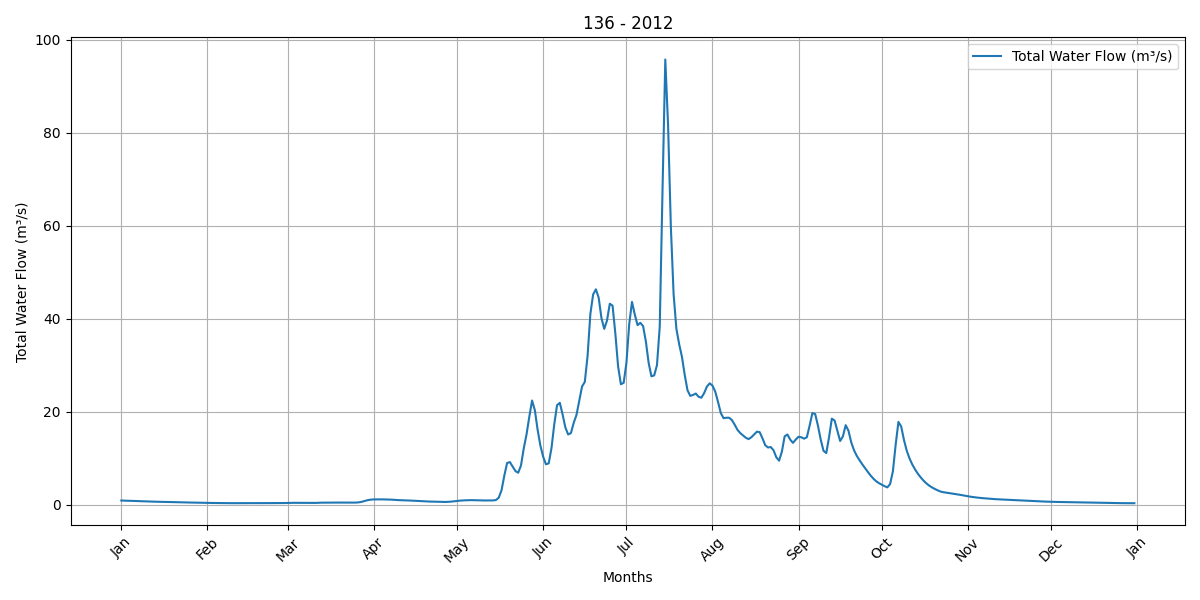 136 - 2012
Total Water Flow (m³/s)
Total Water Flow (m³/s)
100
80
60
40
20
0
Jan
Feb
Mar
Apr
May
Jun
Jul
Aug
Sep
Oct
Nov
Dec
Jan
Months